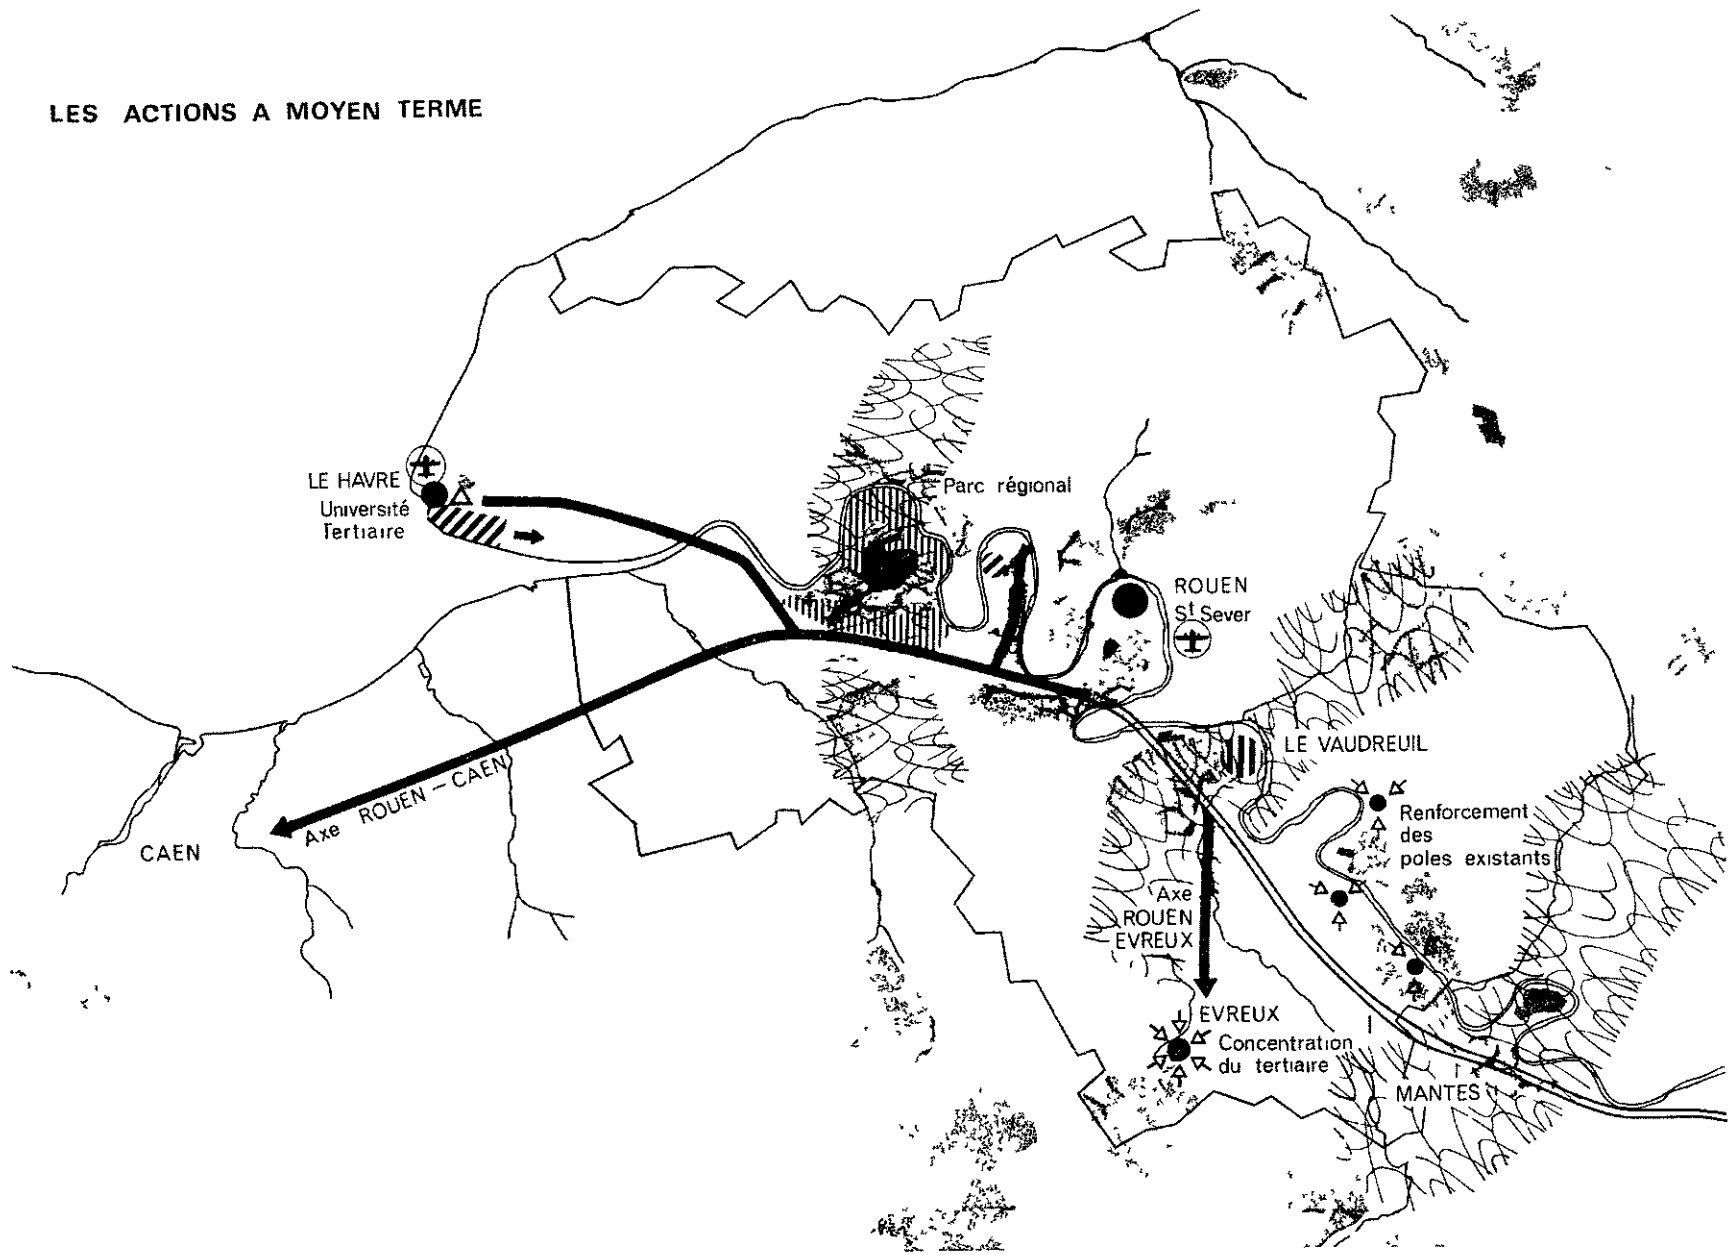 LES ACTIONS A MOYEN TERME
LE HAVRE
Université
Tertiaire
Parc régional
ROUEN
St Sever
LE VAUDREUIL
Axe ROUEN - CAEN
CAEN
Renforcement
des
poles existants
Axe
ROUEN
EVREUX
EVREUX
Concentration
du tertiaire
MANTES